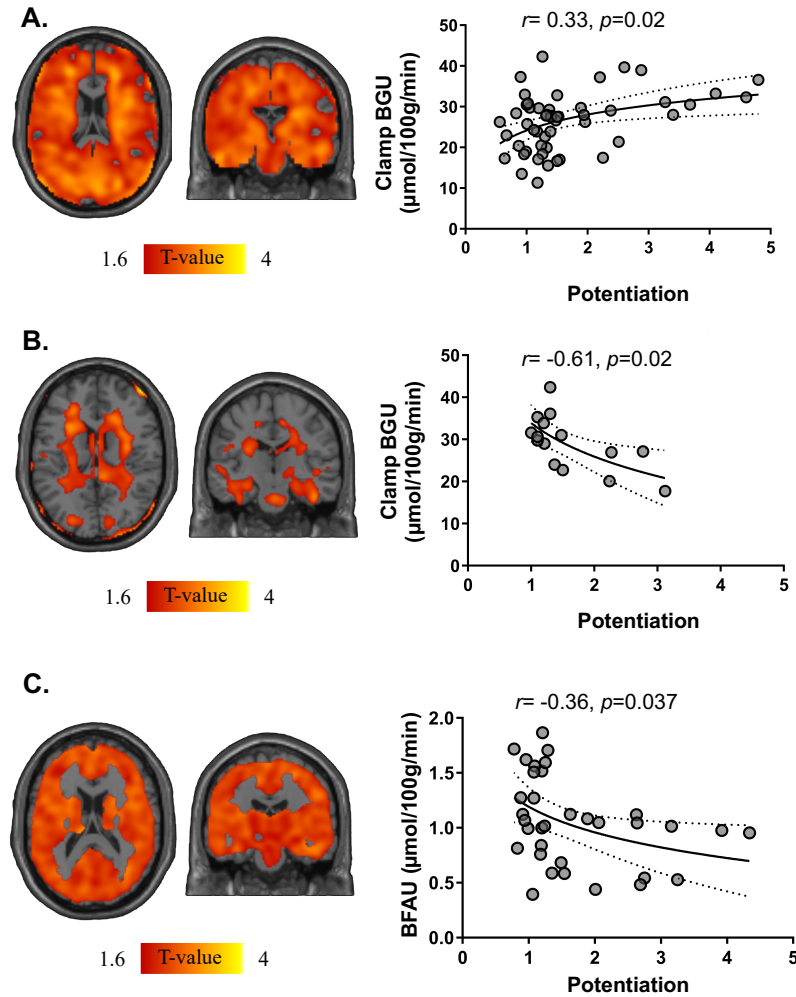 A.
r= 0.33, p=0.02
Clamp BGU
(µmol/100g/min)
50
40
30
20
10
0
0 1 2 3 4 5
Potentiation
1.6 T-value 4
B.
r= -0.61, p=0.02
Clamp BGU
(µmol/100g/min)
50
40
30
20
10
0
0 1 2 3 4 5
Potentiation
1.6 T-value 4
C.
r= -0.36, p=0.037
BFAU (µmol/100g/min)
2.0
1.5
1.0
0.5
0.0
0 1 2 3 4 5
Potentiation
1.6 T-value 4